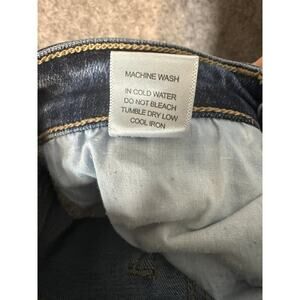 MACHINE WASH
IN COLD WATER
DO NOT BLEACH
TUMBLE DRY LOW
COOL IRON